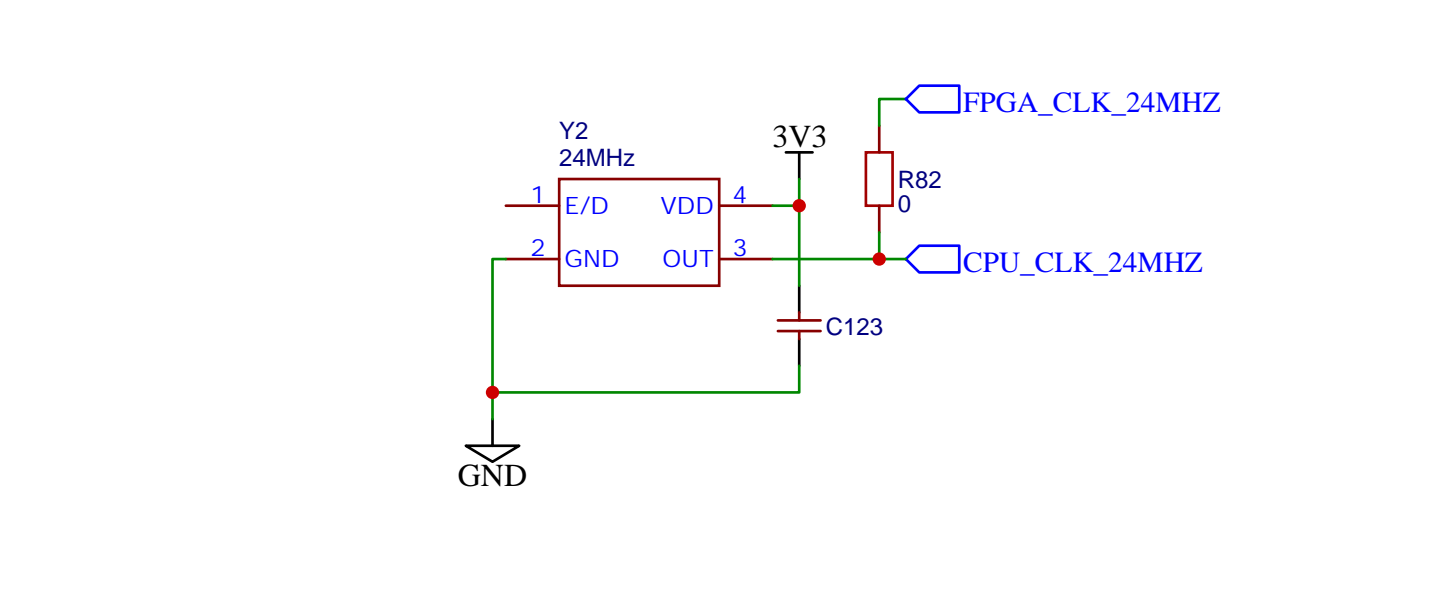 FPGA_CLK_24MHZ
3V3
Y2
24MHz
R82
0
1
E/D
VDD
4
2
GND
OUT
3
CPU_CLK_24MHZ
C123
GND